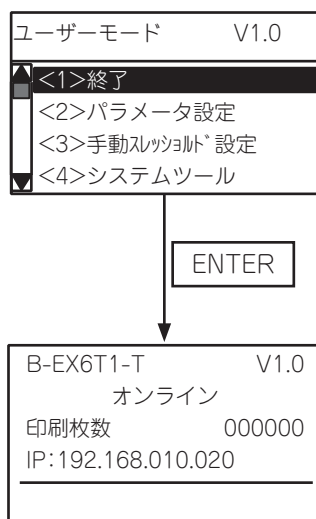 ユーザーモード V1.0
<1>終了
<2>パラメータ設定
<3>手動ｽﾚｯｼｮﾙﾄﾞ設定
<4>システムツール
ENTER
B-EX6T1-T V1.0
オンライン
印刷枚数 000000
IP:192.168.010.020